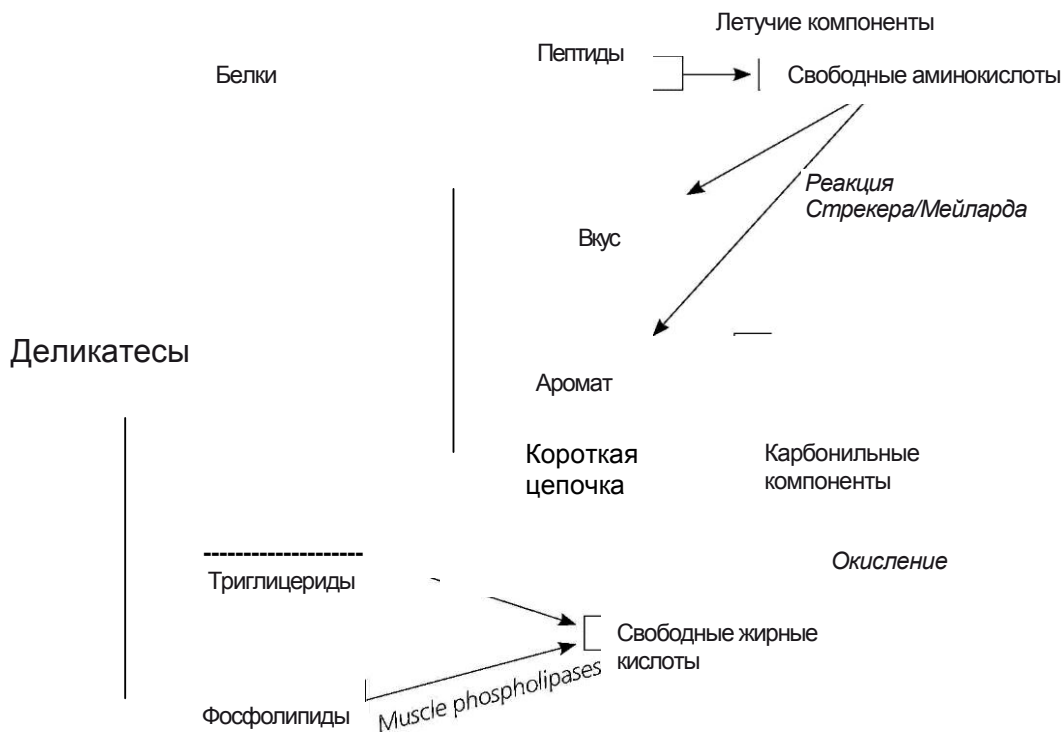 Летучие компоненты
Пептиды
Белки
Свободные аминокислоты
Реакция
Стрекера/Мейларда
Вкус
Деликатесы
Аромат
Короткая
цепочка
Карбонильные
компоненты
Окисление
Триглицериды
Свободные жирные
кислоты
Muscle phospholipases
Фосфолипиды